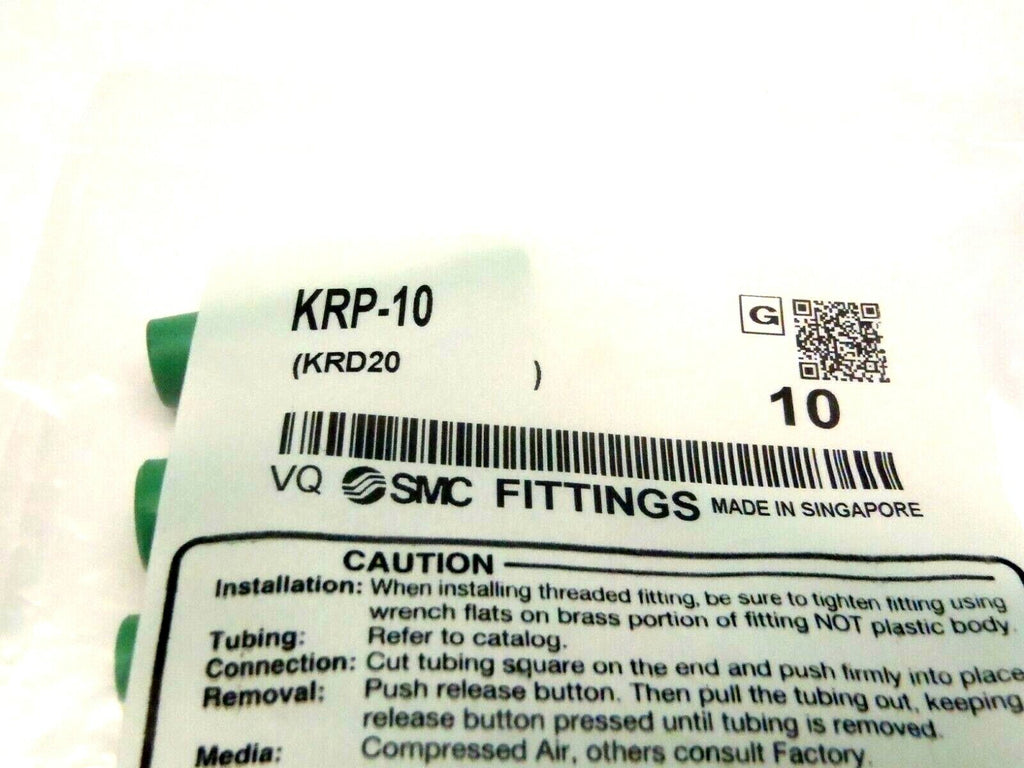 KRP-10
G
(KRD20 )
10
VQ SMC FITTINGS MADE IN SINGAPORE
CAUTION
Installation: When installing threaded fitting, be sure to tighten fitting using
wrench flats on brass portion of fitting NOT plastic body.
Tubing: Refer to catalog.
Connection: Cut tubing square on the end and push firmly into place
Removal: Push release button. Then pull the tubing out, keeping
release button pressed until tubing is removed.
Media: Compressed Air, others consult Factory.